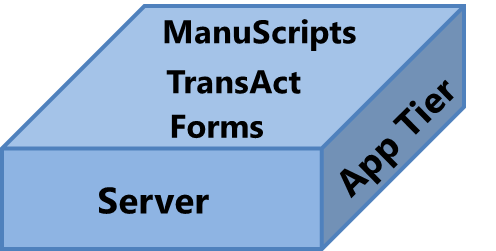 ManuScripts
TransAct
Forms
Server
App Tier